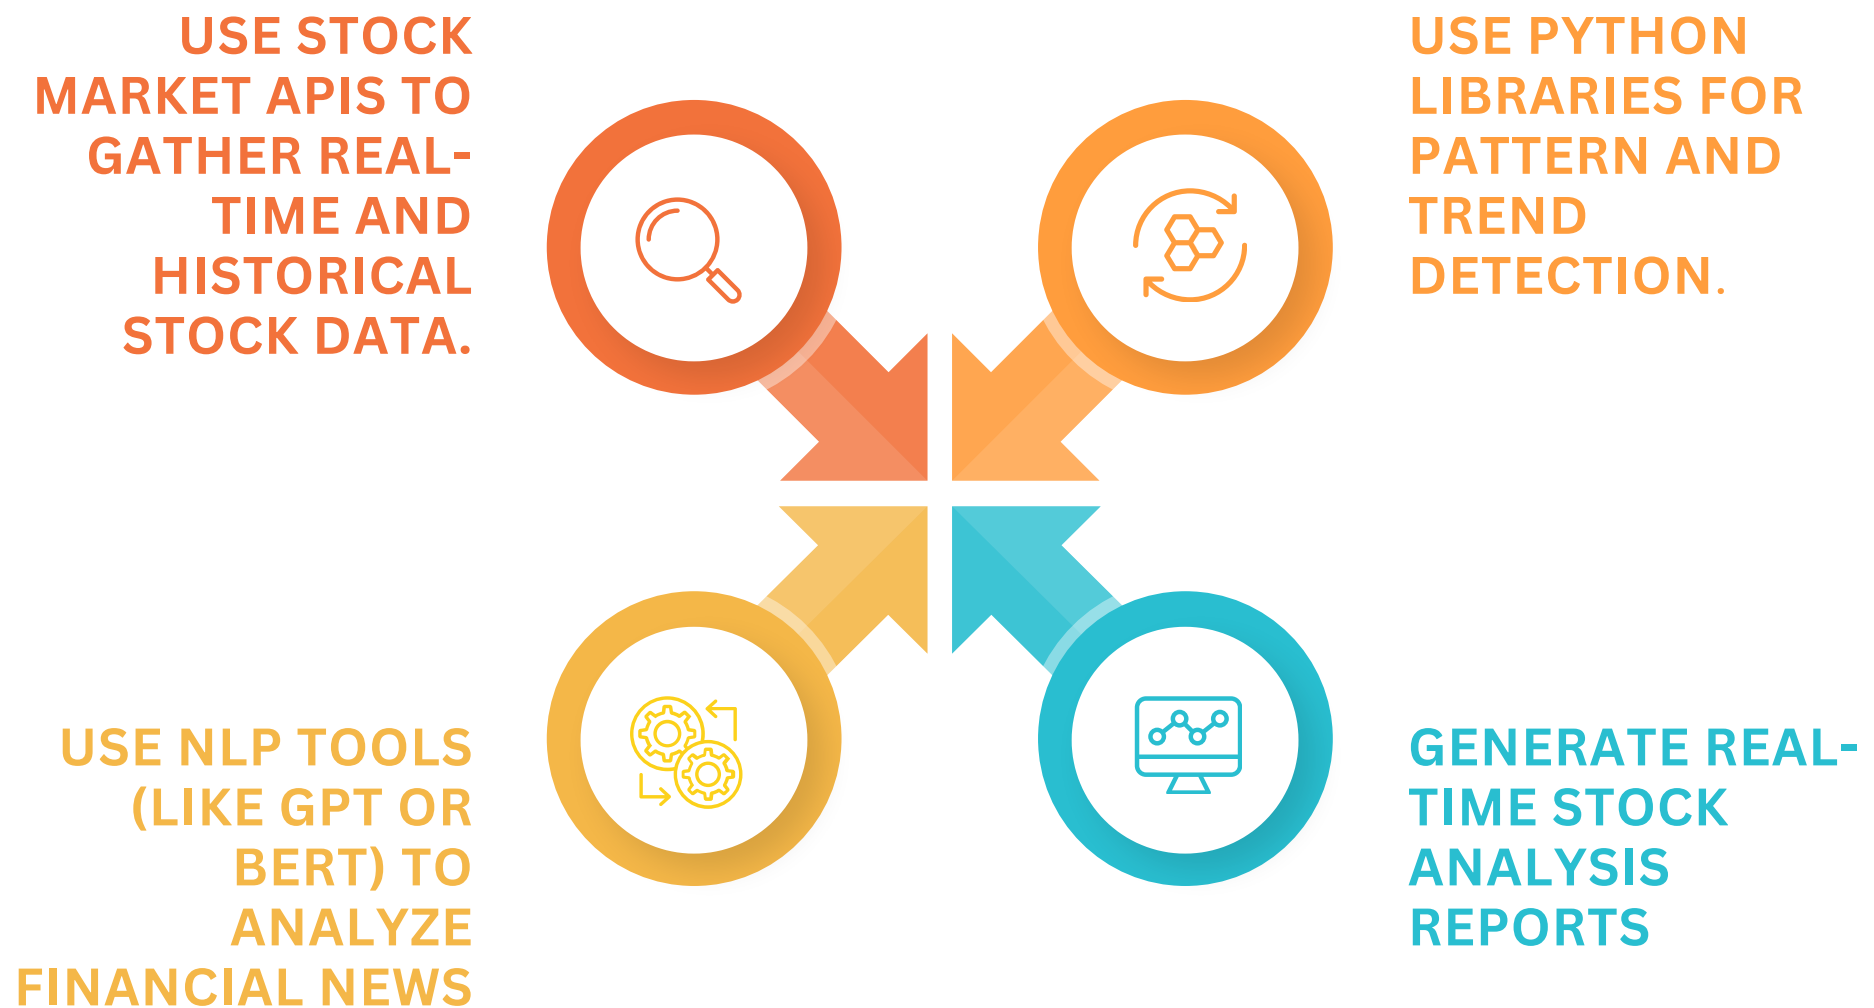 USE STOCK
MARKET APIS TO
GATHER REAL-
TIME AND
HISTORICAL
STOCK DATA.
USE PYTHON
LIBRARIES FOR
PATTERN AND
TREND
DETECTION.
USE NLP TOOLS
(LIKE GPT OR
BERT) TO
ANALYZE
FINANCIAL NEWS
GENERATE REAL-
TIME STOCK
ANALYSIS
REPORTS